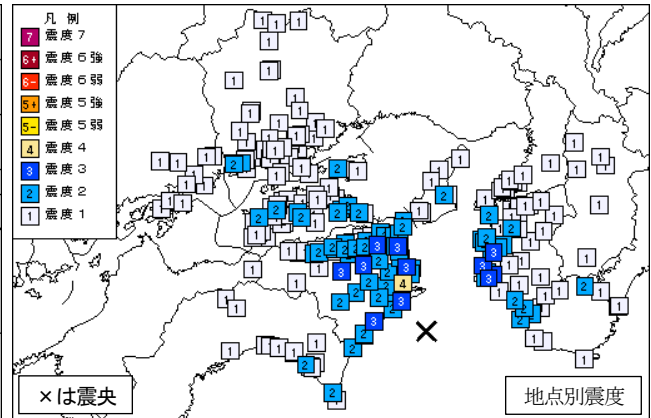 凡 例
7 震度７
6+ 震度６強
6- 震度６弱
5+ 震度５強
5- 震度５弱
4 震度４
3 震度３
2 震度２
1 震度１
×は震央
地点別震度